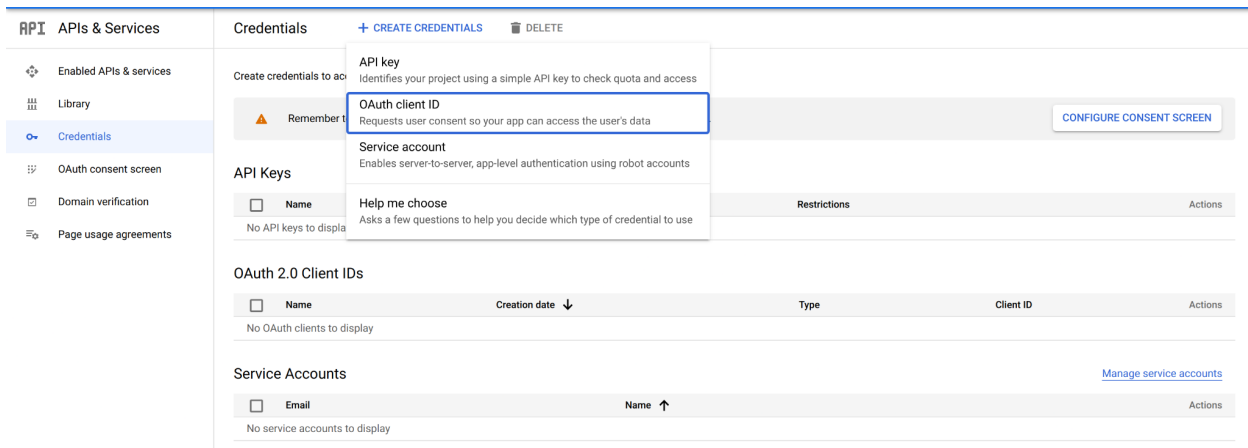 API APIs & Services
Enabled APIs & services
Library
Credentials
OAuth consent screen
Domain verification
Page usage agreements
Credentials
+ CREATE CREDENTIALS
DELETE
Create credentials to
API key
Identifies your project using a simple API key to check quota and access
OAuth client ID
Requests user consent so your app can access the user's data
Service account
Enables server-to-server, app-level authentication using robot accounts
Help me choose
Asks a few questions to help you decide which type of credential to use
Remember
CONFIGURE CONSENT SCREEN
API Keys
Name Restrictions Actions
No API keys to displa
OAuth 2.0 Client IDs
Name Creation date Type Client ID Actions
No OAuth clients to display
Service Accounts
Manage service accounts
Email Name Actions
No service accounts to display